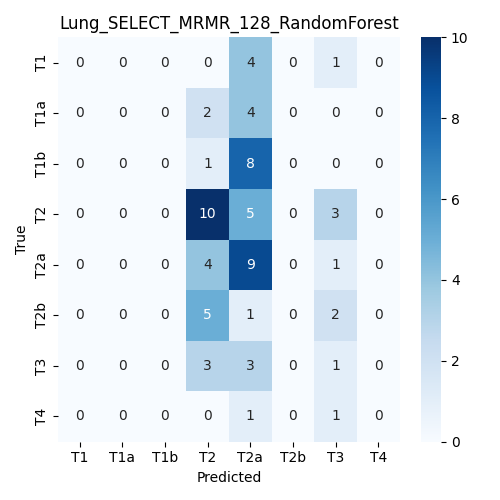 Lung_SELECT_MRMR_128_RandomForest
T1 0 0 0 0 4 0 1 0
T1a 0 0 0 2 4 0 0 0
T1b 0 0 0 1 8 0 0 0
T2 0 0 0 10 5 0 3 0
T2a 0 0 0 4 9 0 1 0
T2b 0 0 0 5 1 0 2 0
T3 0 0 0 3 3 0 1 0
T4 0 0 0 0 1 0 1 0
T1 T1a T1b T2 T2a T2b T3 T4
Predicted
True
10
8
6
4
2
0